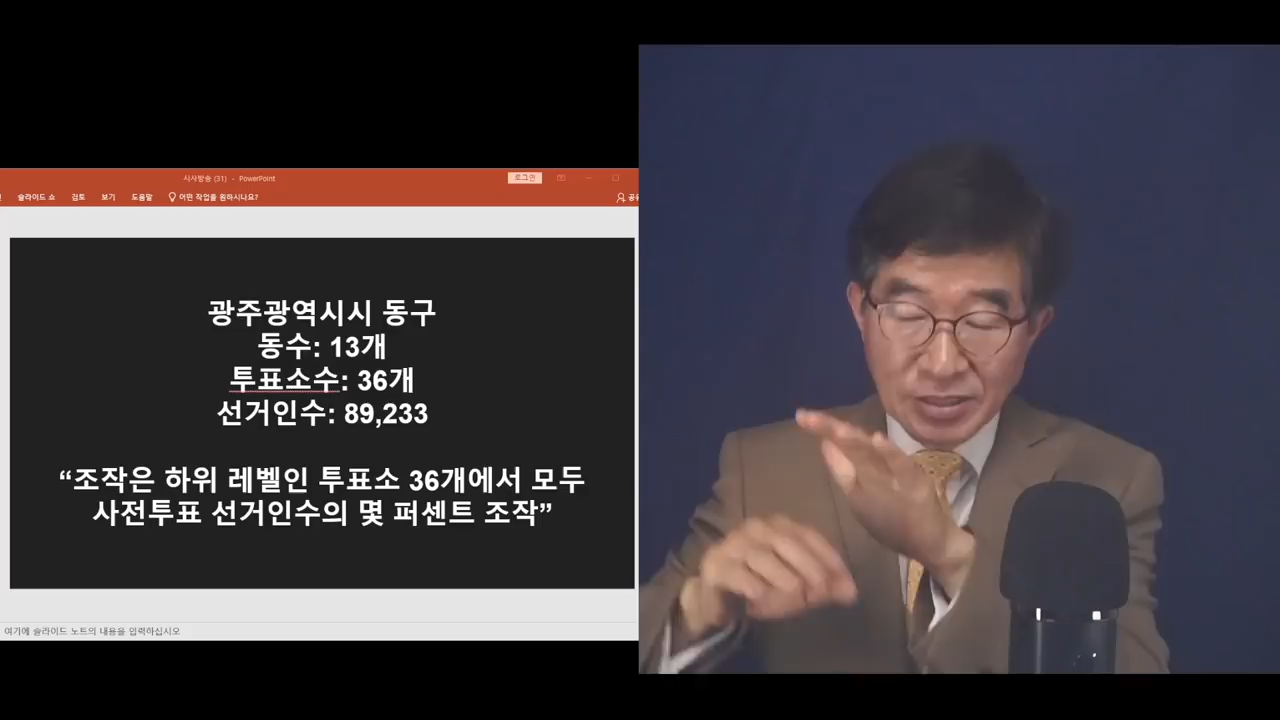 시사방송 (31) - PowerPoint
로그인
슬라이드 쇼 검토 보기 도움말 어떤 작업을 원하시나요?
광주광역시시 동구
동수: 13개
투표소수: 36개
선거인수: 89,233
“조작은 하위 레벨인 투표소 36개에서 모두
사전투표 선거인수의 몇 퍼센트 조작”
여기에 슬라이드 노트의 내용을 입력하십시오